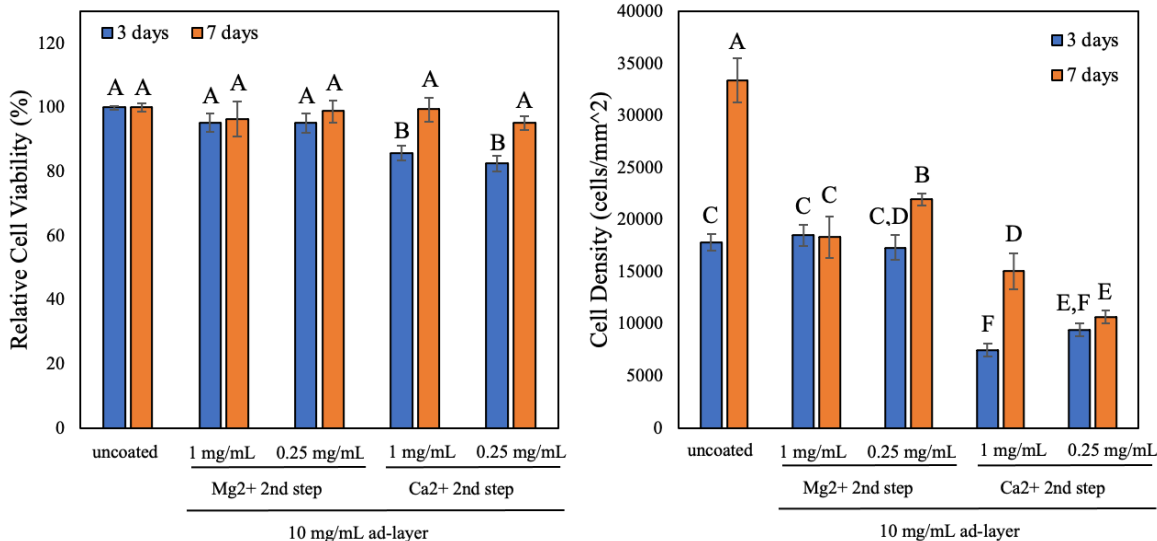 Relative Cell Viability (%)
120
100
80
60
40
20
0
3 days 7 days
A A A A A A B A B A
uncoated 1 mg/mL 0.25 mg/mL 1 mg/mL 0.25 mg/mL
Mg2+ 2nd step Ca2+ 2nd step
10 mg/mL ad-layer
Cell Density (cells/mm^2)
40000
35000
30000
25000
20000
15000
10000
5000
0
3 days
7 days
C A C C C,D B F D E,F E
uncoated 1 mg/mL 0.25 mg/mL 1 mg/mL 0.25 mg/mL
Mg2+ 2nd step Ca2+ 2nd step
10 mg/mL ad-layer